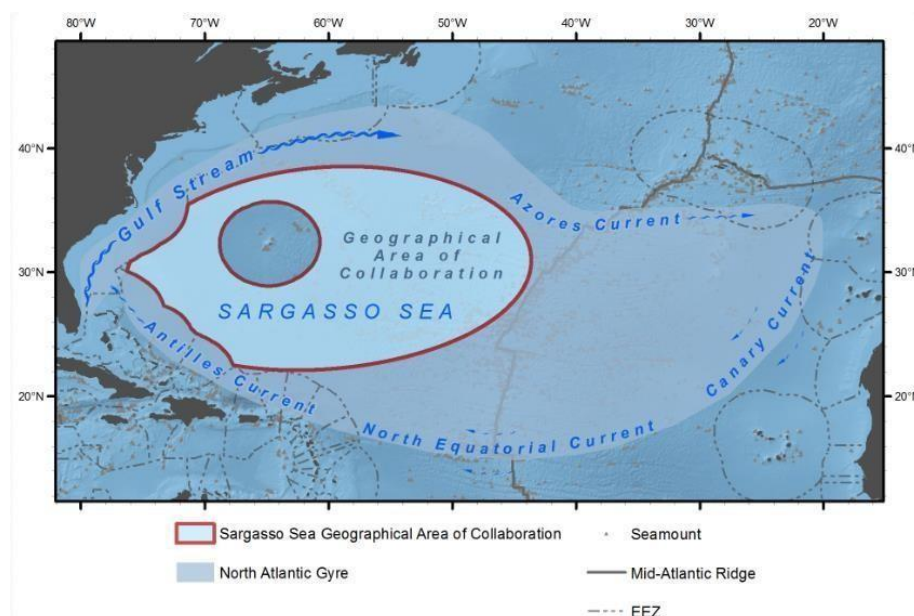 80°W 70°W 60°W 50°W 40°W 30°W 20°W
40°N 40°N
30°N 30°N
20°N 20°N
Gulf Stream
Azores Current
Geographical
Area of
Collaboration
SARGASSO SEA
Canary Current
Antilles Current
North Equatorial Current
Sargasso Sea Geographical Area of Collaboration
Seamount
North Atlantic Gyre
Mid-Atlantic Ridge
EEZ